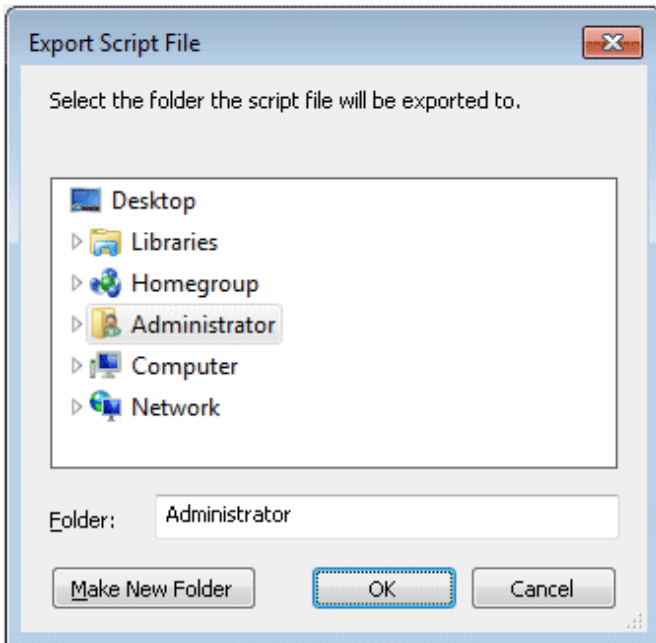 Export Script File
Select the folder the script file will be exported to.
Desktop
Libraries
Homegroup
Administrator
Computer
Network
Folder: Administrator
Make New Folder OK Cancel